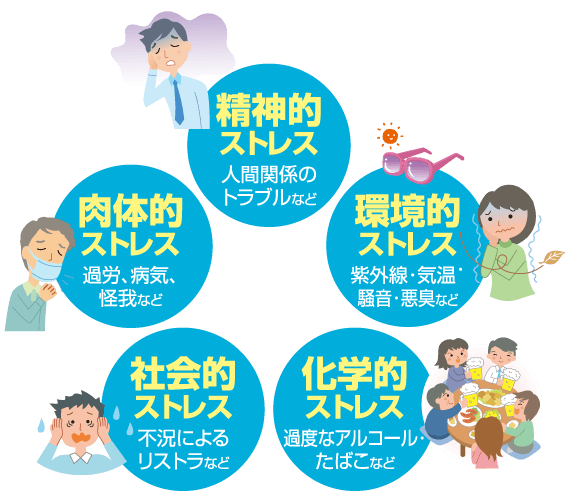 精神的
ストレス
人間関係の
トラブルなど
肉体的
ストレス
過労、病気、
怪我など
環境的
ストレス
紫外線・気温・
騒音・悪臭など
社会的
ストレス
不況による
リストラなど
化学的
ストレス
過度なアルコール・
たばこなど